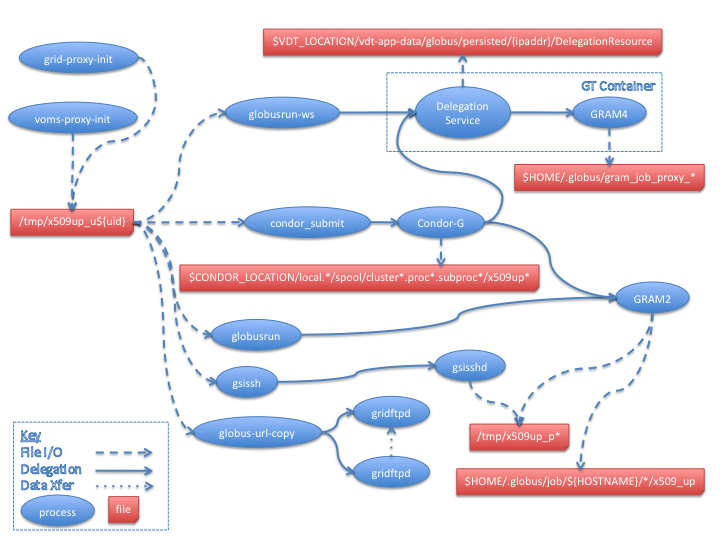 $VDT_LOCATION/vdt-app-data/globus/persisted/{ipaddr}/DelegationResource
grid-proxy-init
GT Container
voms-proxy-init
globusrun-ws
Delegation
Service
GRAM4
$HOME/.globus/gram_job_proxy_*
/tmp/x509up_u${uid}
condor_submit
Condor-G
$CONDOR_LOCATION/local.*/spool/cluster*.proc*.subproc*/x509up*
GRAM2
globusrun
gsissh
gsisshd
globus-url-copy
gridftpd
gridftpd
/tmp/x509up_p*
$HOME/.globus/job/${HOSTNAME}/*/x509_up
Key
File I/O
Delegation
Data Xfer
process
file